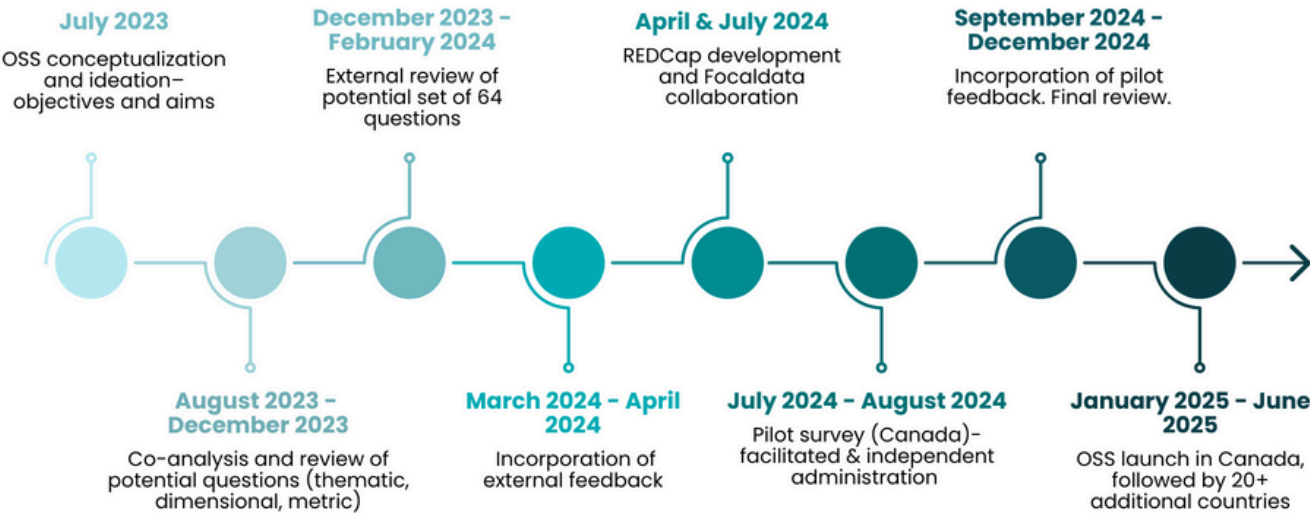 July 2023
OSS conceptualization
and ideation–
objectives and aims
August 2023 -
December 2023
Co-analysis and review of
potential questions (thematic,
dimensional, metric)
December 2023 -
February 2024
External review of
potential set of 64
questions
March 2024 - April
2024
Incorporation of
external feedback
April & July 2024
REDCap development
and Focaldata
collaboration
July 2024 - August 2024
Pilot survey (Canada)-
facilitated & independent
administration
September 2024 -
December 2024
Incorporation of pilot
feedback. Final review.
January 2025 - June
2025
OSS launch in Canada,
followed by 20+
additional countries